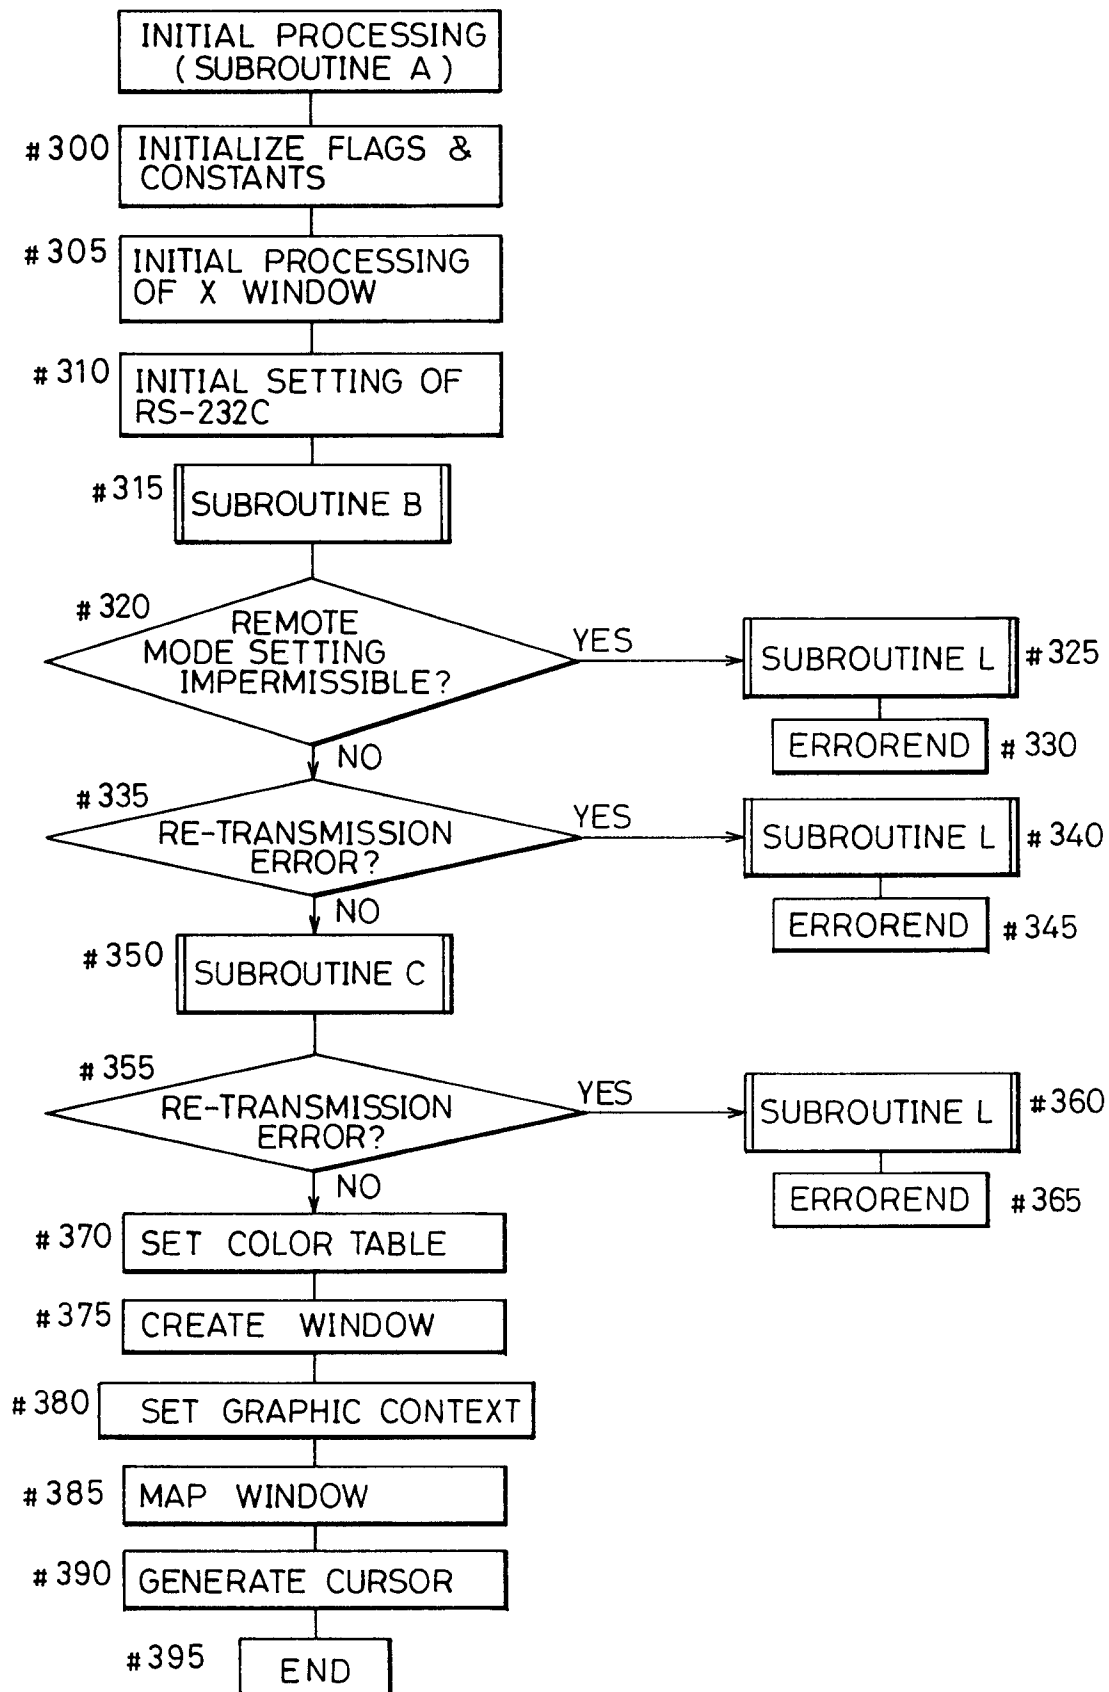 INITIAL PROCESSING
(SUBROUTINE A)
#300
INITIALIZE FLAGS &
CONSTANTS
#305
INITIAL PROCESSING
OF X WINDOW
#310
INITIAL SETTING OF
RS-232C
#315
SUBROUTINE B
#320
REMOTE
MODE SETTING
IMPERMISSIBLE?
YES
SUBROUTINE L
#325
ERROREND
#330
NO
#335
RE-TRANSMISSION
ERROR?
YES
SUBROUTINE L
#340
ERROREND
#345
NO
#350
SUBROUTINE C
#355
RE-TRANSMISSION
ERROR?
YES
SUBROUTINE L
#360
ERROREND
#365
NO
#370
SET COLOR TABLE
#375
CREATE WINDOW
#380
SET GRAPHIC CONTEXT
#385
MAP WINDOW
#390
GENERATE CURSOR
#395
END